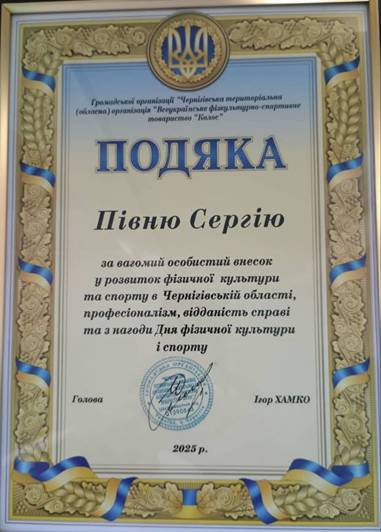 Громадської організації "Чернігівська територіальна
(обласна) організація "Всеукраїнське фізкультурно-спортивне
товариство "Колос"
ПОДЯКА
Півню Сергію
за вагомий особистий внесок
у розвиток фізичної культури
та спорту в Чернігівській області,
професіоналізм, відданість справі
та з нагоди Дня фізичної культури
і спорту
Голова Ігор ХАМКО
2025 р.